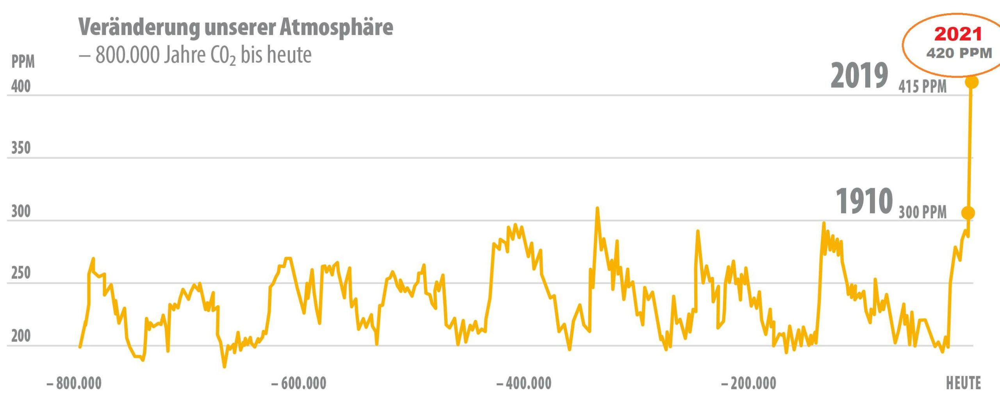 Veränderung unserer Atmosphäre
– 800.000 Jahre CO₂ bis heute
2021
420 PPM
PPM
400
2019 415 PPM
350
300
1910 300 PPM
250
200
– 800.000
– 600.000
– 400.000
– 200.000
HEUTE